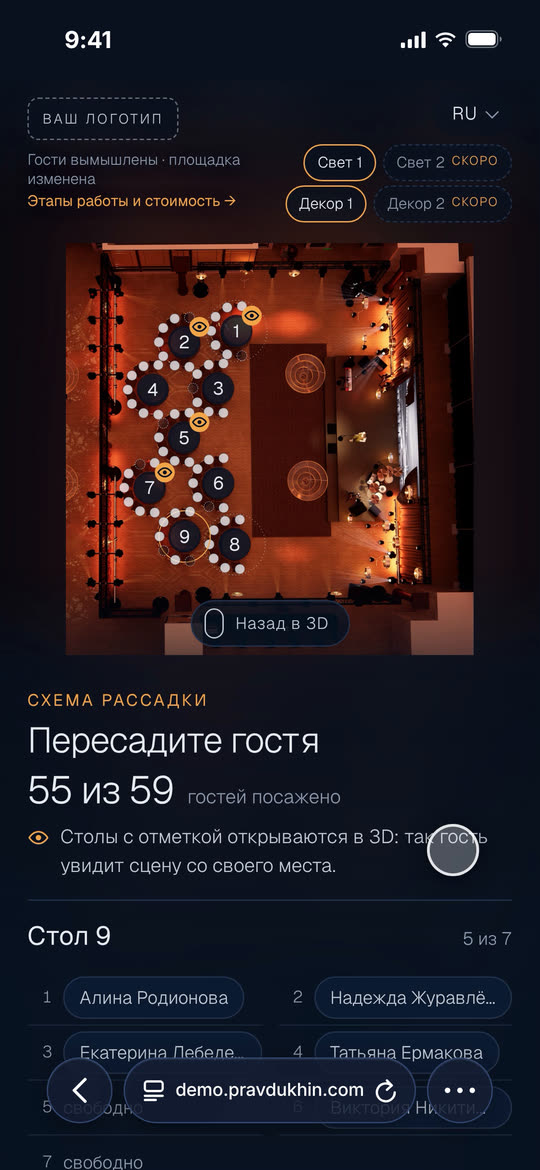 9:41
ВАШ ЛОГОТИП
RU
Гости вымышлены · площадка
изменена
Этапы работы и стоимость →
Свет 1
Свет 2 СКОРО
Декор 1
Декор 2 СКОРО
1
2
3
4
5
6
7
8
9
Назад в 3D
СХЕМА РАССАДКИ
Пересадите гостя
55 из 59 гостей посажено
Столы с отметкой открываются в 3D: так гость
увидит сцену со своего места.
Стол 9
5 из 7
1 Алина Родионова
2 Надежда Журавлё…
3 Екатерина Лебеде…
4 Татьяна Ермакова
5 свободно
6 Виктория Никити…
demo.pravdukhin.com
7 свободно